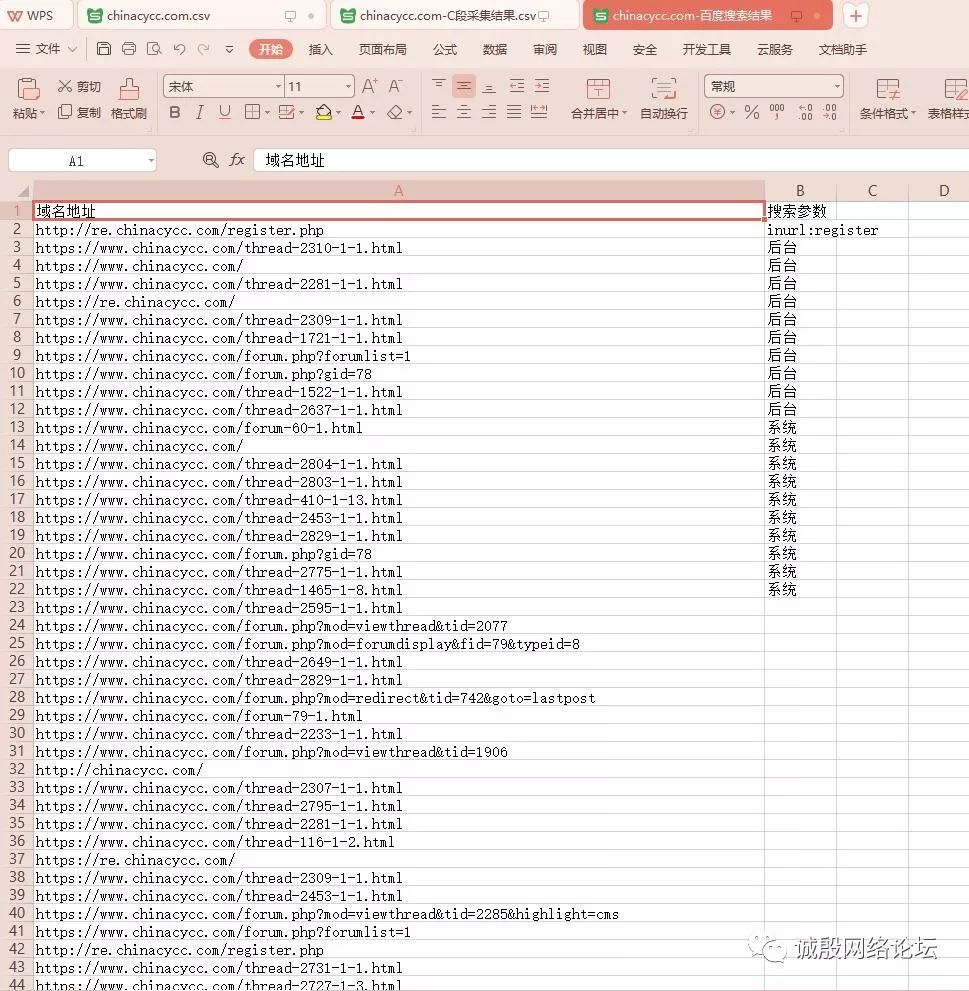 WPS chinacycc.com.csv chinacycc.com-C段采集结果.csv chinacycc.com-百度搜索结果
文件 开始 插入 页面布局 公式 数据 审阅 视图 安全 开发工具 云服务 文档助手
剪切 宋体 11 常规
粘贴 复制 格式刷 B I U A 合并居中 自动换行 条件格式 表格样式
A1 fx 域名地址
A B C D
1 域名地址 搜索参数
2 http://re.chinacycc.com/register.php inurl:register
3 https://www.chinacycc.com/thread-2310-1-1.html 后台
4 https://www.chinacycc.com/ 后台
5 https://www.chinacycc.com/thread-2281-1-1.html 后台
6 https://re.chinacycc.com/ 后台
7 https://www.chinacycc.com/thread-2309-1-1.html 后台
8 https://www.chinacycc.com/thread-1721-1-1.html 后台
9 https://www.chinacycc.com/forum.php?forumlist=1 后台
10 https://www.chinacycc.com/forum.php?gid=78 后台
11 https://www.chinacycc.com/thread-1522-1-1.html 后台
12 https://www.chinacycc.com/thread-2637-1-1.html 后台
13 https://www.chinacycc.com/forum-60-1.html 系统
14 https://www.chinacycc.com/ 系统
15 https://www.chinacycc.com/thread-2804-1-1.html 系统
16 https://www.chinacycc.com/thread-2803-1-1.html 系统
17 https://www.chinacycc.com/thread-410-1-13.html 系统
18 https://www.chinacycc.com/thread-2453-1-1.html 系统
19 https://www.chinacycc.com/thread-2829-1-1.html 系统
20 https://www.chinacycc.com/forum.php?gid=78 系统
21 https://www.chinacycc.com/thread-2775-1-1.html 系统
22 https://www.chinacycc.com/thread-1465-1-8.html 系统
23 https://www.chinacycc.com/thread-2595-1-1.html
24 https://www.chinacycc.com/forum.php?mod=viewthread&tid=2077
25 https://www.chinacycc.com/forum.php?mod=forumdisplay&fid=79&typeid=8
26 https://www.chinacycc.com/thread-2649-1-1.html
27 https://www.chinacycc.com/thread-2829-1-1.html
28 https://www.chinacycc.com/forum.php?mod=redirect&tid=742&goto=lastpost
29 https://www.chinacycc.com/forum-79-1.html
30 https://www.chinacycc.com/thread-2233-1-1.html
31 https://www.chinacycc.com/forum.php?mod=viewthread&tid=1906
32 http://chinacycc.com/
33 https://www.chinacycc.com/thread-2307-1-1.html
34 https://www.chinacycc.com/thread-2795-1-1.html
35 https://www.chinacycc.com/thread-2281-1-1.html
36 https://www.chinacycc.com/thread-116-1-2.html
37 https://re.chinacycc.com/
38 https://www.chinacycc.com/thread-2309-1-1.html
39 https://www.chinacycc.com/thread-2453-1-1.html
40 https://www.chinacycc.com/forum.php?mod=viewthread&tid=2285&highlight=cms
41 https://www.chinacycc.com/forum.php?forumlist=1
42 http://re.chinacycc.com/register.php
43 https://www.chinacycc.com/thread-2731-1-1.html
44 https://www.chinacycc.com/thread-2727-1-3.html
诚殷网络论坛